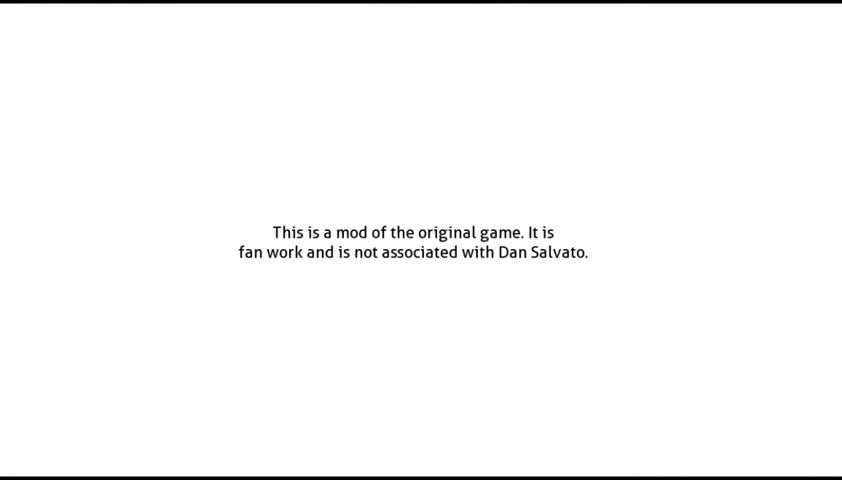 This is a mod of the original game. It is
fan work and is not associated with Dan Salvato.